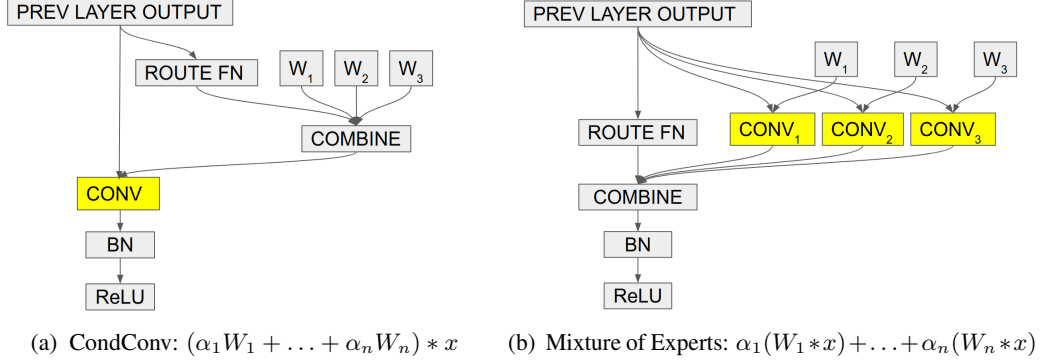 PREV LAYER OUTPUT
ROUTE FN
W₁
W₂
W₃
COMBINE
CONV
BN
ReLU
(a) CondConv: (α₁W₁ + … + αₙWₙ) ∗ x
PREV LAYER OUTPUT
W₁
W₂
W₃
ROUTE FN
CONV₁
CONV₂
CONV₃
COMBINE
BN
ReLU
(b) Mixture of Experts: α₁(W₁∗x)+…+αₙ(Wₙ∗x)